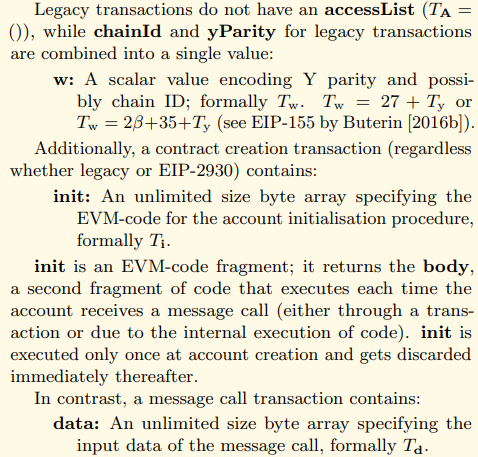 Legacy transactions do not have an accessList (T_A =
()), while chainId and yParity for legacy transactions
are combined into a single value:
w: A scalar value encoding Y parity and possi-
bly chain ID; formally T_w. T_w = 27 + T_y or
T_w = 2β+35+T_y (see EIP-155 by Buterin [2016b]).
Additionally, a contract creation transaction (regardless
whether legacy or EIP-2930) contains:
init: An unlimited size byte array specifying the
EVM-code for the account initialisation procedure,
formally T_i.
init is an EVM-code fragment; it returns the body,
a second fragment of code that executes each time the
account receives a message call (either through a trans-
action or due to the internal execution of code). init is
executed only once at account creation and gets discarded
immediately thereafter.
In contrast, a message call transaction contains:
data: An unlimited size byte array specifying the
input data of the message call, formally T_d.